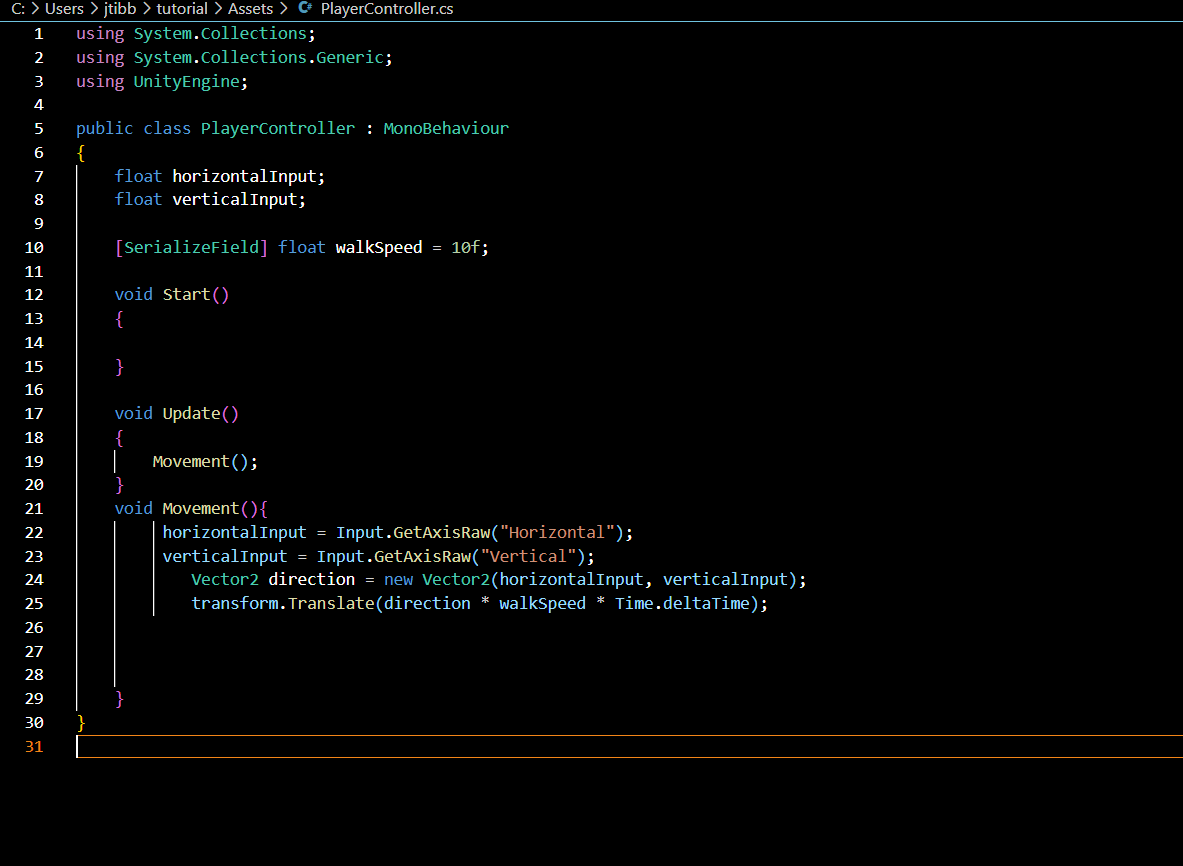 C: > Users > jtibb > tutorial > Assets > C# PlayerController.cs
1 using System.Collections;
2 using System.Collections.Generic;
3 using UnityEngine;
4
5 public class PlayerController : MonoBehaviour
6 {
7 float horizontalInput;
8 float verticalInput;
9
10 [SerializeField] float walkSpeed = 10f;
11
12 void Start()
13 {
14
15 }
16
17 void Update()
18 {
19 Movement();
20 }
21 void Movement(){
22 horizontalInput = Input.GetAxisRaw("Horizontal");
23 verticalInput = Input.GetAxisRaw("Vertical");
24 Vector2 direction = new Vector2(horizontalInput, verticalInput);
25 transform.Translate(direction * walkSpeed * Time.deltaTime);
26
27
28
29 }
30 }
31